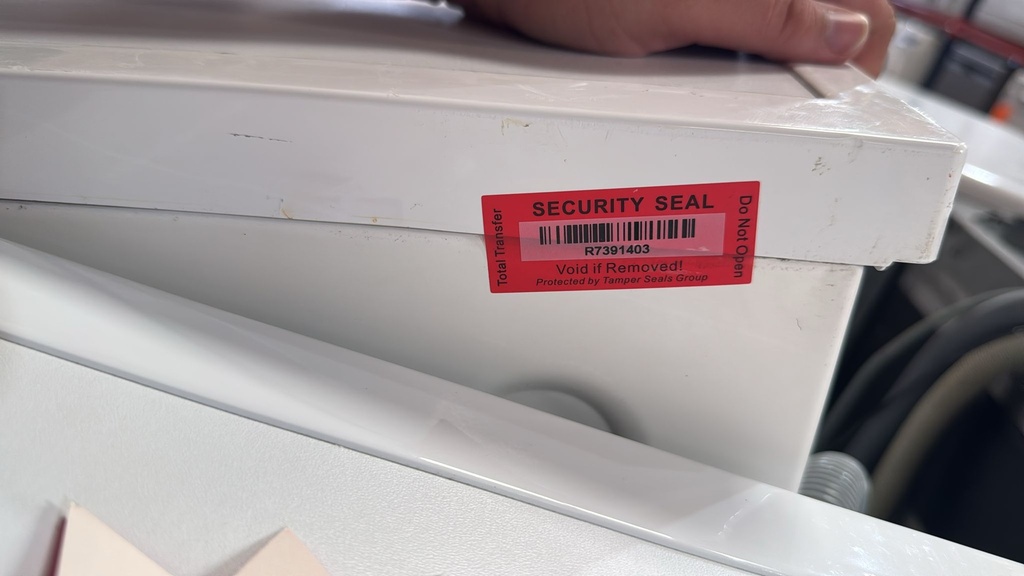 SECURITY SEAL
Total Transfer
R7391403
Do Not Open
Void if Removed!
Protected by Tamper Seals Group